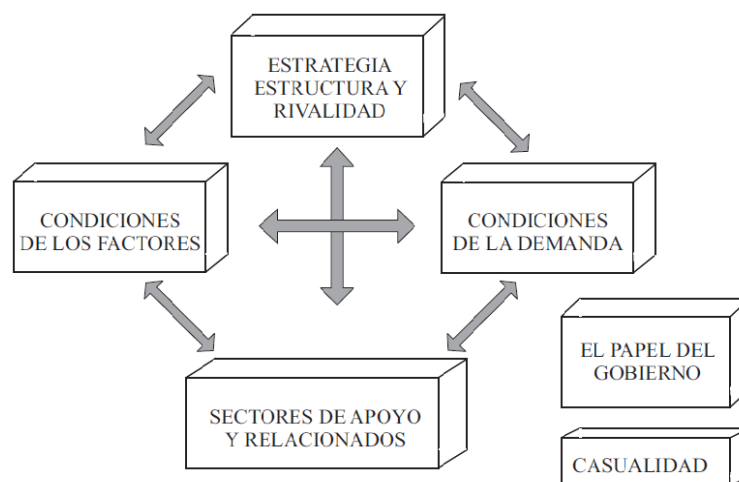 ESTRATEGIA
ESTRUCTURA Y
RIVALIDAD
CONDICIONES
DE LOS FACTORES
CONDICIONES
DE LA DEMANDA
SECTORES DE APOYO
Y RELACIONADOS
EL PAPEL DEL
GOBIERNO
CASUALIDAD